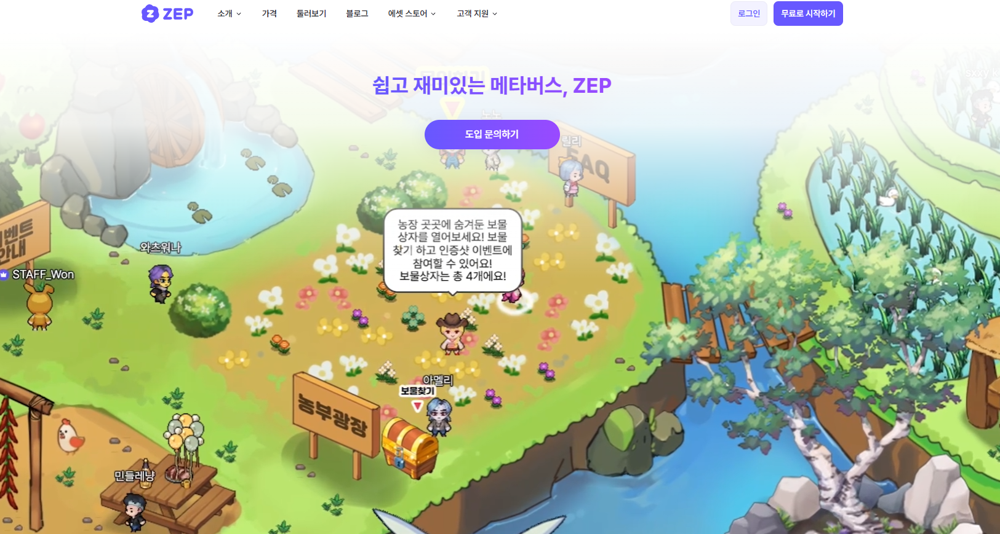 ZEP
소개
가격
둘러보기
블로그
에셋 스토어
고객 지원
로그인
무료로 시작하기
쉽고 재미있는 메타버스, ZEP
도입 문의하기
릴리
FAQ
농장 곳곳에 숨겨둔 보물
상자를 열어보세요! 보물
찾기 하고 인증샷 이벤트에
참여할 수 있어요!
보물상자는 총 4개에요!
이벤트
안내
와츠워나
STAFF_Won
아멜리
보물찾기
농부광장
민들레냥